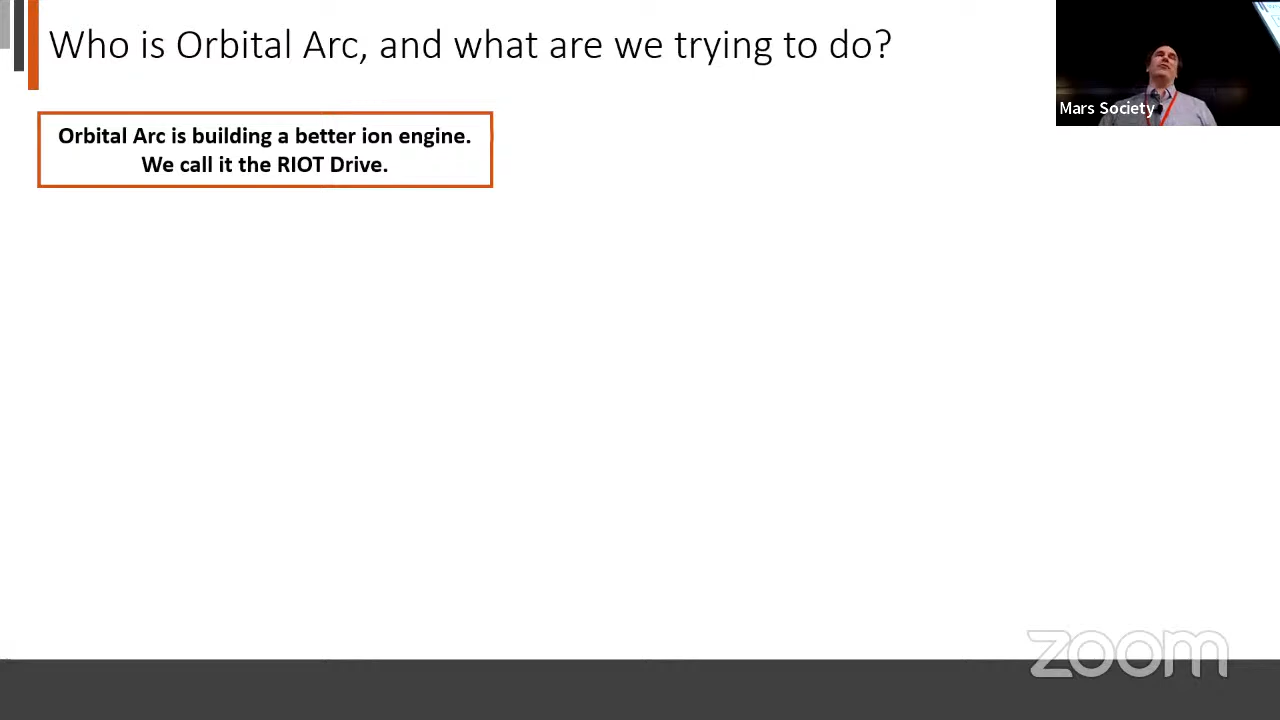 Who is Orbital Arc, and what are we trying to do?
Mars Society
Orbital Arc is building a better ion engine.
We call it the RIOT Drive.
zoom